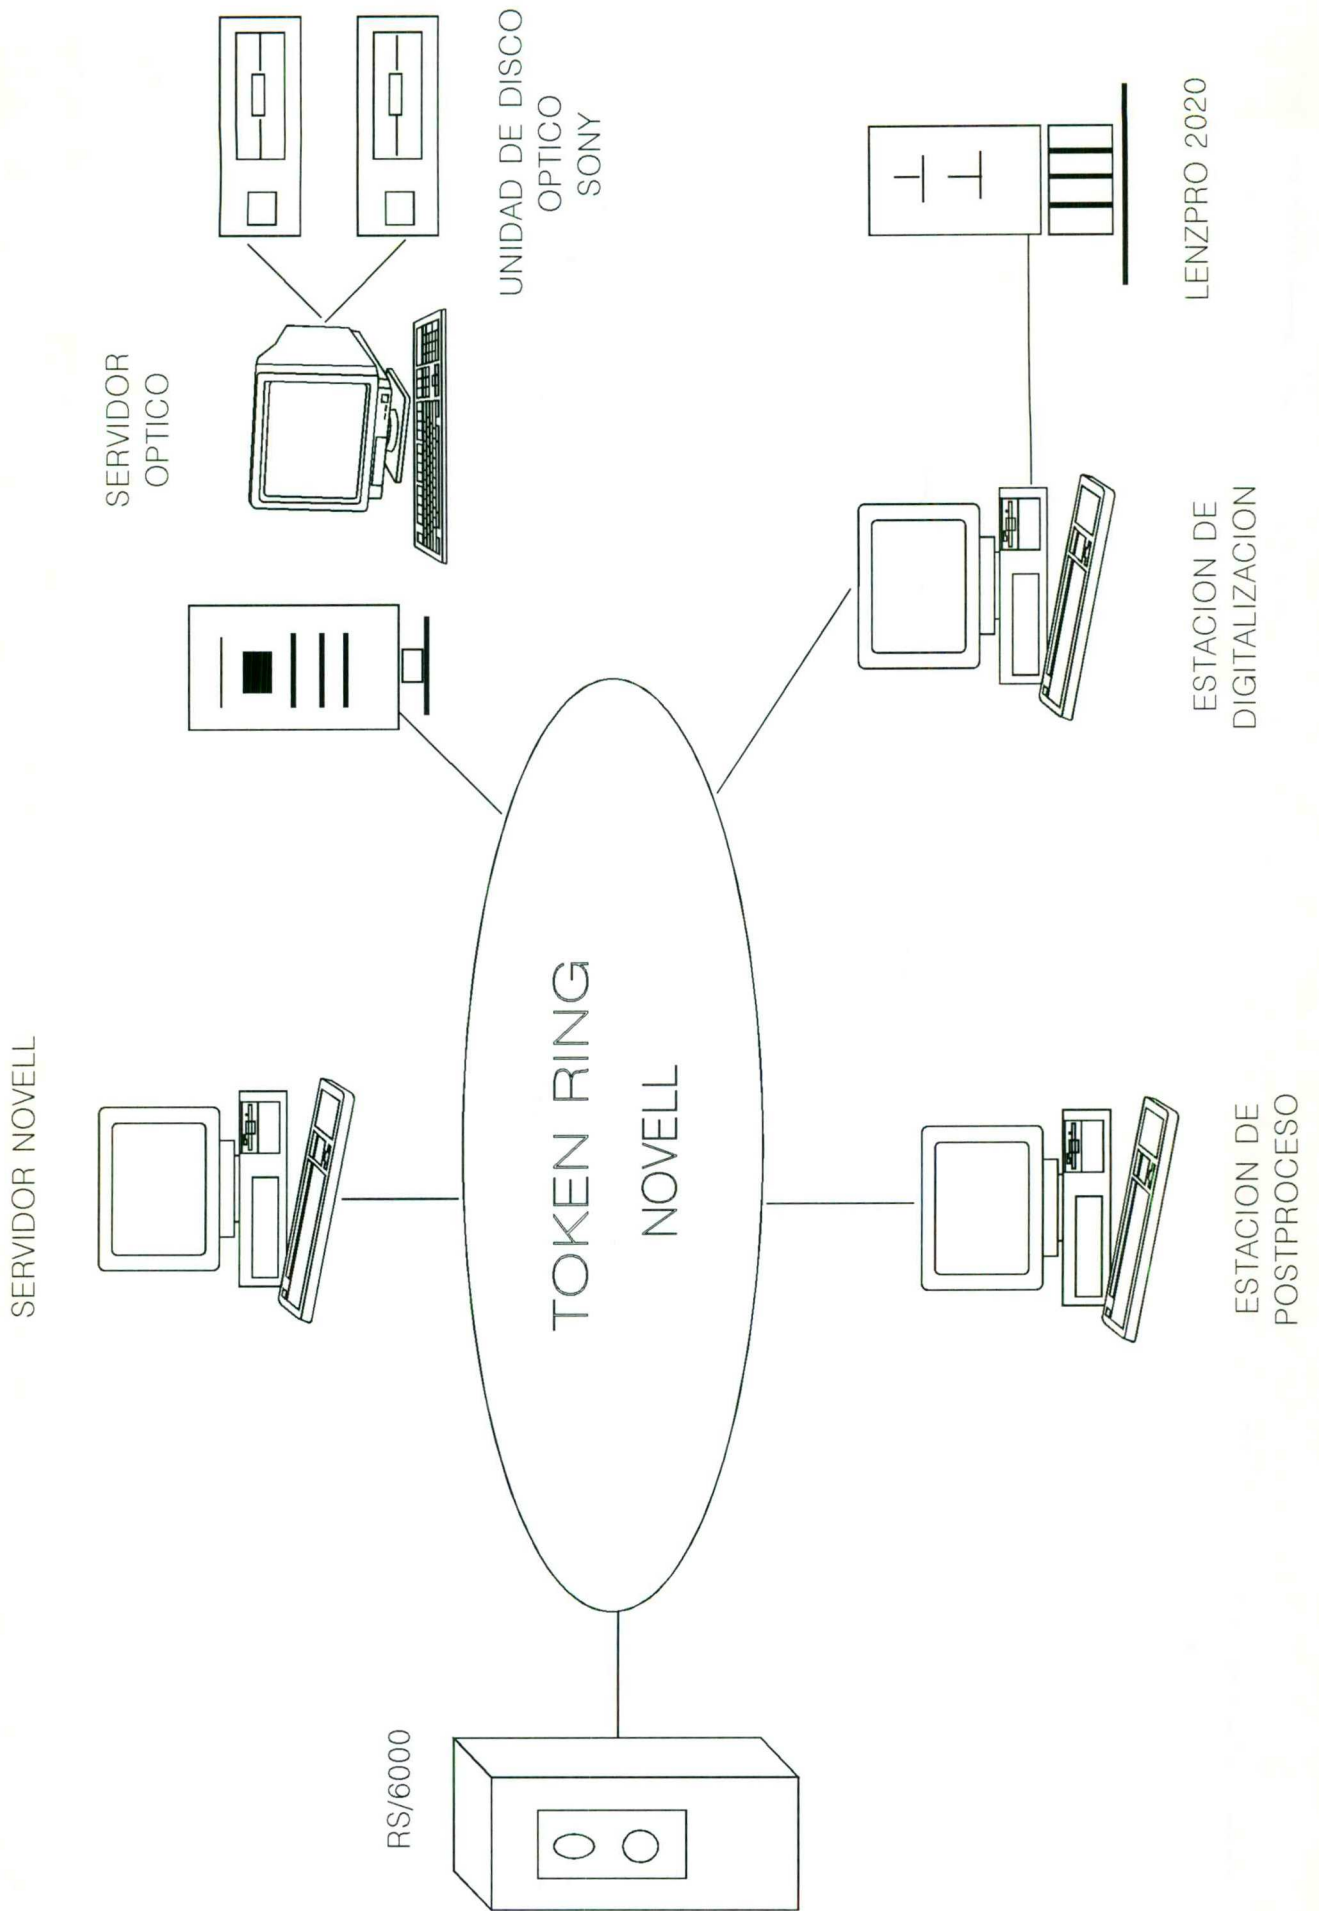 SERVIDOR NOVELL
SERVIDOR
OPTICO
UNIDAD DE DISCO
OPTICO
SONY
RS/6000
TOKEN RING
NOVELL
LENZPRO 2020
ESTACION DE
POSTPROCESO
ESTACION DE
DIGITALIZACION